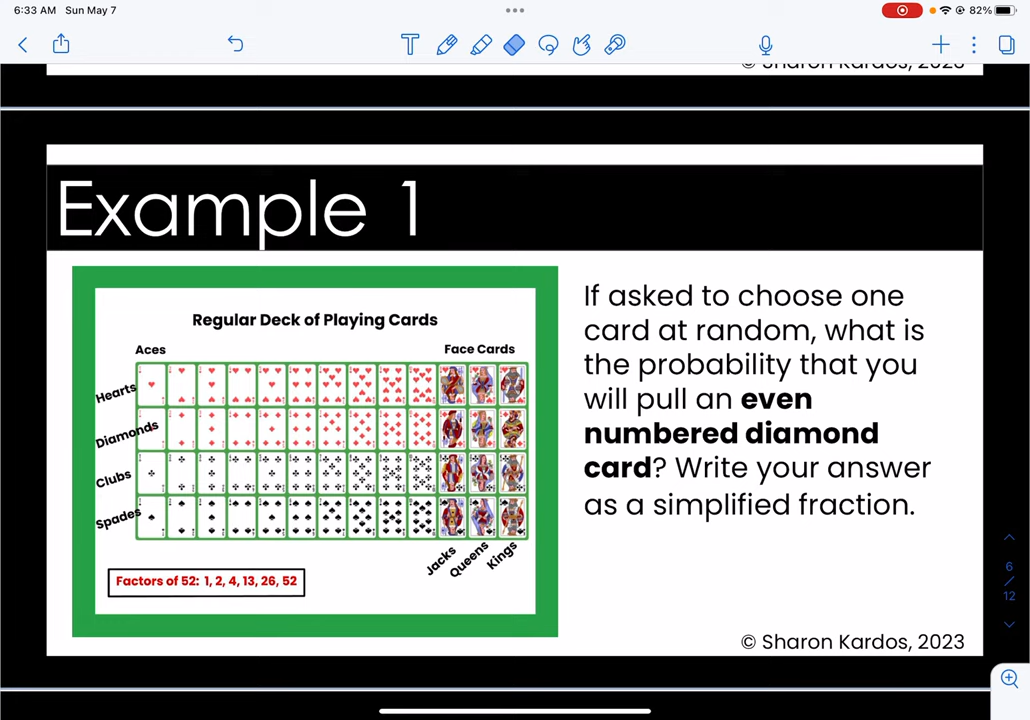 6:33 AM Sun May 7
82%
© Sharon Kardos, 2023
Example 1
Regular Deck of Playing Cards
Aces
Face Cards
Hearts
Diamonds
Clubs
Spades
Jacks
Queens
Kings
Factors of 52: 1, 2, 4, 13, 26, 52
If asked to choose one
card at random, what is
the probability that you
will pull an even
numbered diamond
card? Write your answer
as a simplified fraction.
© Sharon Kardos, 2023
6
/
12